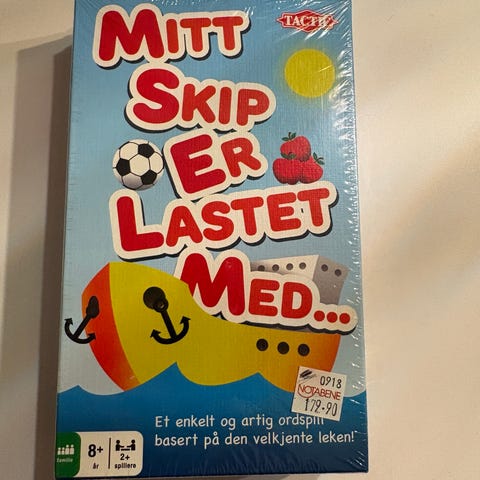 TACTIC
MITT
SKIP
ER
LASTET
MED...
0918
NOTABENE
179.90
Et enkelt og artig ordspill
basert på den velkjente leken!
familie
8+
år
2+
spillere